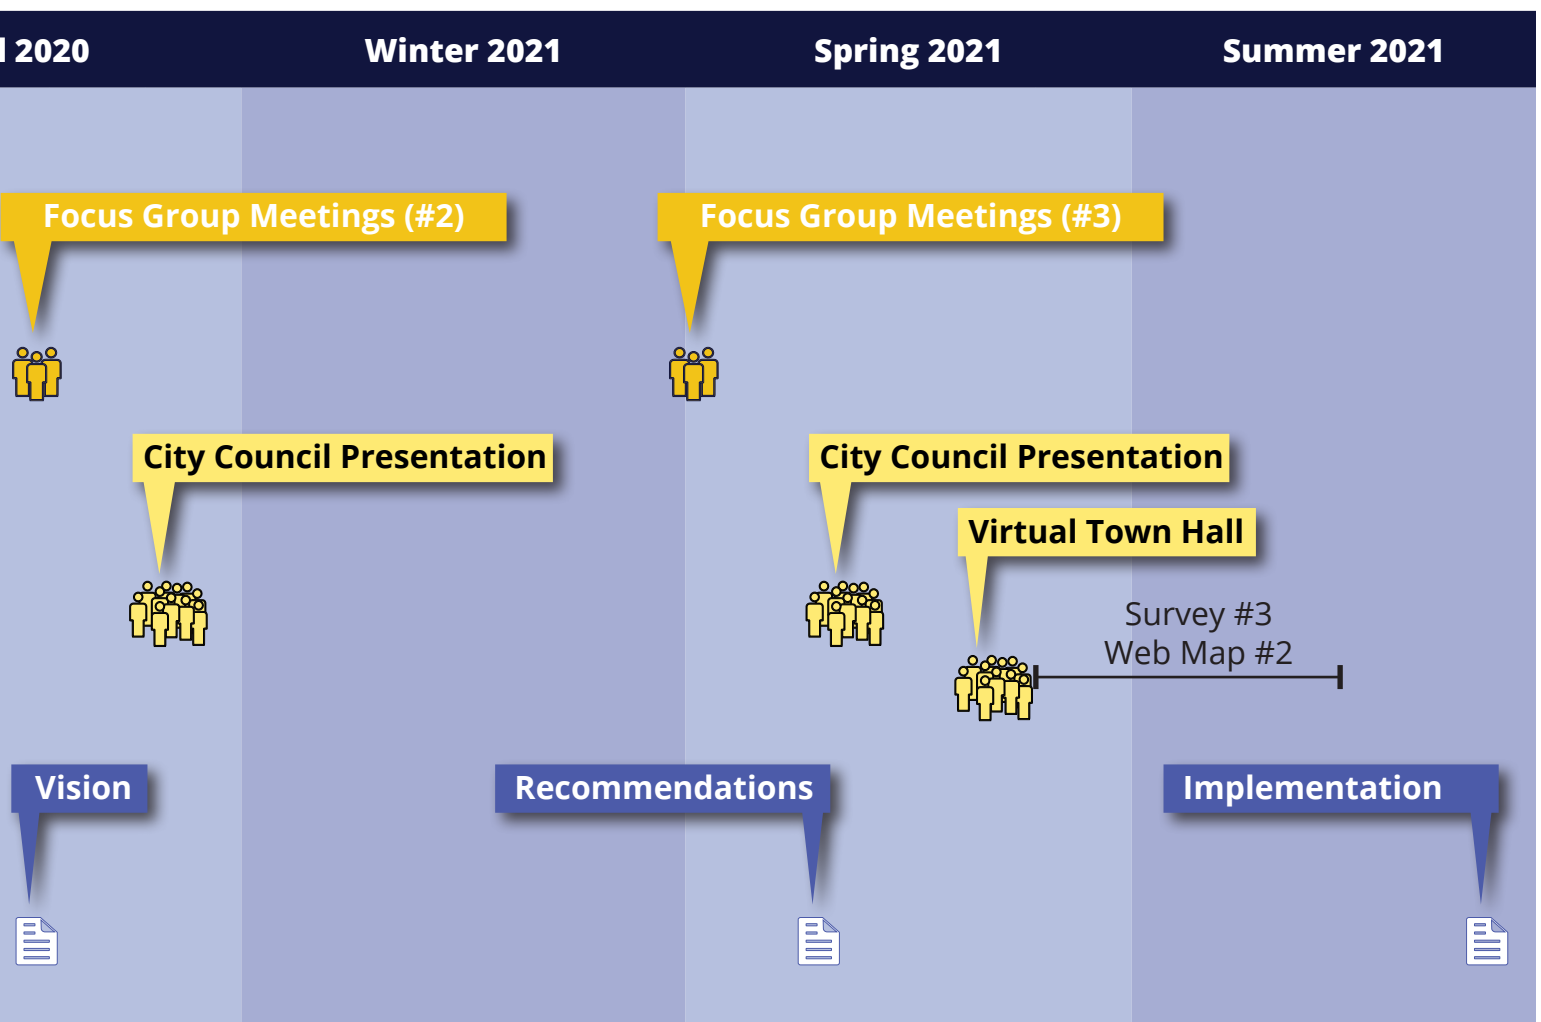 2020
Winter 2021
Spring 2021
Summer 2021
Focus Group Meetings (#2)
Focus Group Meetings (#3)
City Council Presentation
City Council Presentation
Virtual Town Hall
Survey #3
Web Map #2
Vision
Recommendations
Implementation